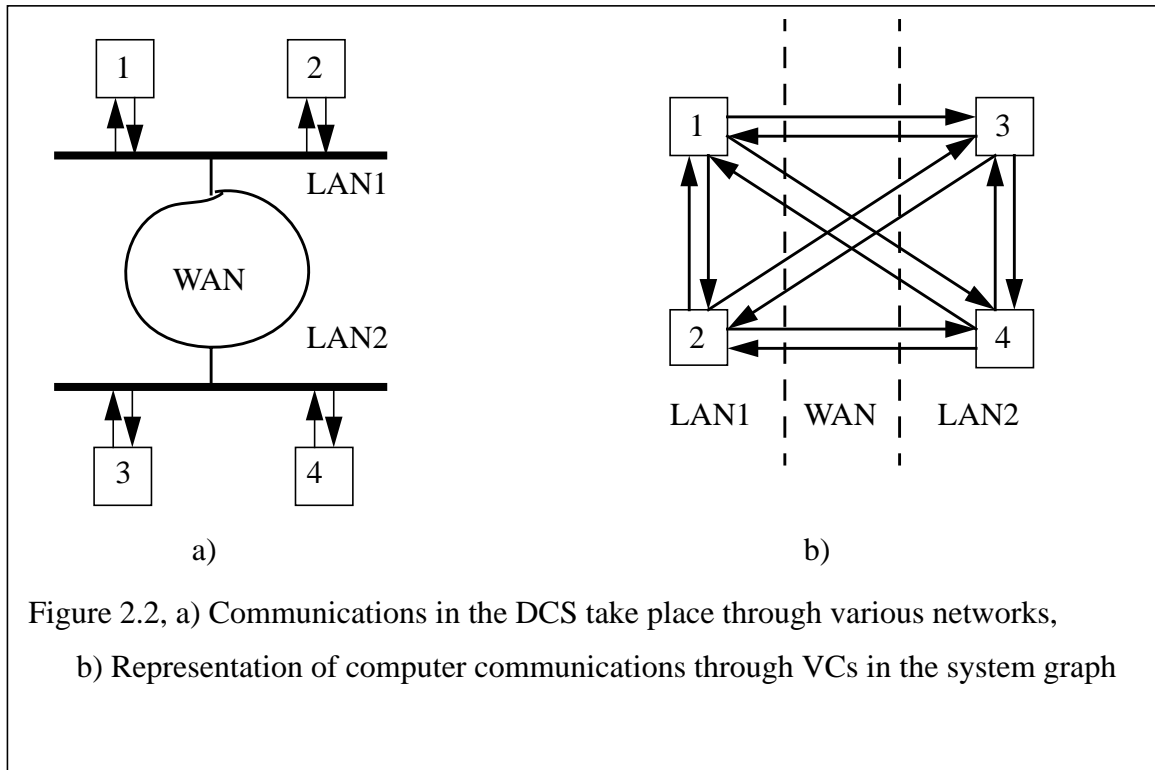 1 2
LAN1
WAN
LAN2
3 4
a)
1 3
2 4
LAN1 WAN LAN2
b)
Figure 2.2, a) Communications in the DCS take place through various networks,
b) Representation of computer communications through VCs in the system graph